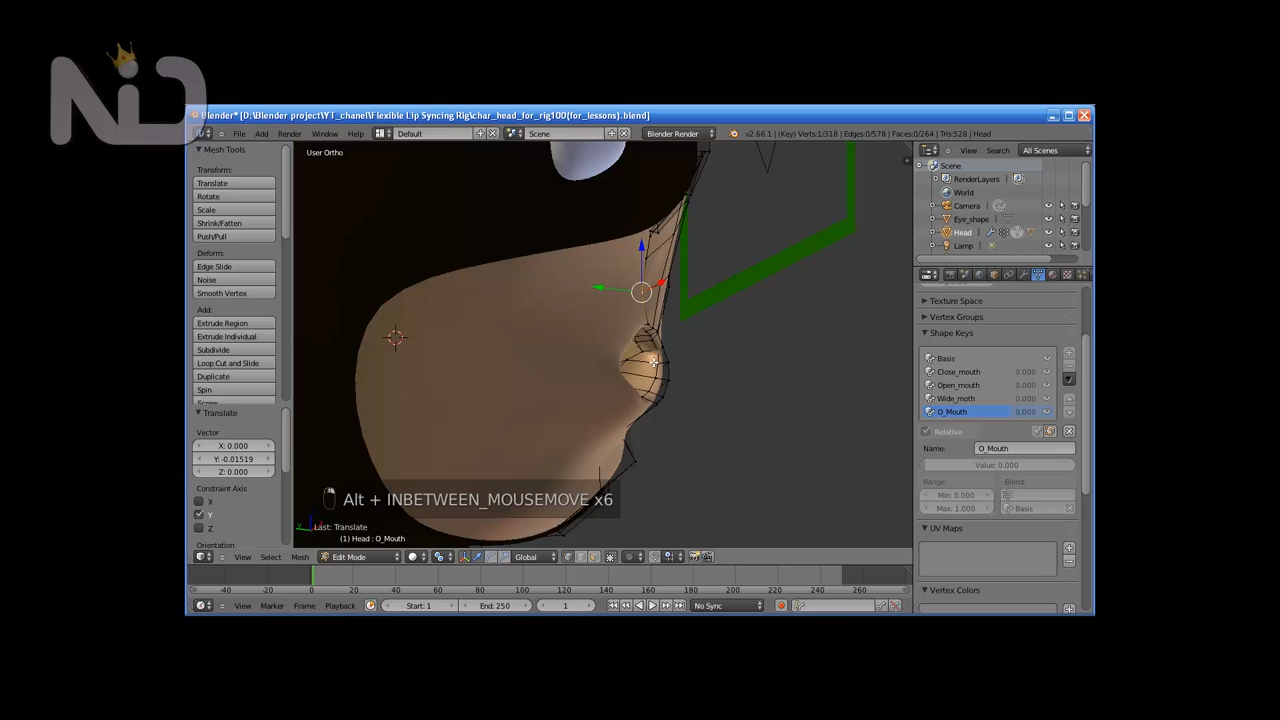 NiD
Blender* [D:\Blender project\YT_chanel\Flexible Lip Syncing Rig\char_head_for_rig100(for_lessons).blend]
File Add Render Window Help Default Scene Blender Render v2.66.1 | (Key) Verts:1/318 | Edges:0/578 | Faces:0/264 | Tris:528 | Head
Mesh Tools
Transform:
Translate
Rotate
Scale
Shrink/Fatten
Push/Pull
Deform:
Edge Slide
Noise
Smooth Vertex
Add:
Extrude Region
Extrude Individual
Subdivide
Loop Cut and Slide
Duplicate
Spin
Translate
Vector
X: 0.000
Y: -0.01519
Z: 0.000
Constraint Axis
X
Y
Z
Orientation
User Ortho
Alt + INBETWEEN_MOUSEMOVE x6
Last: Translate
(1) Head : O_Mouth
View Select Mesh Edit Mode Global
View Search All Scenes
Scene
RenderLayers
World
Camera
Eye_shape
Head
Lamp
Texture Space
Vertex Groups
Shape Keys
Basis
Close_mouth 0.000
Open_mouth 0.000
Wide_moth 0.000
O_Mouth 0.000
Relative
Name: O_Mouth
Value: 0.000
Range: Blend:
Min: 0.000
Max: 1.000 Basis
UV Maps
Vertex Colors
-40 -20 0 20 40 60 80 100 120 140 160 180 200 220 240 260
View Marker Frame Playback Start: 1 End: 250 1 No Sync